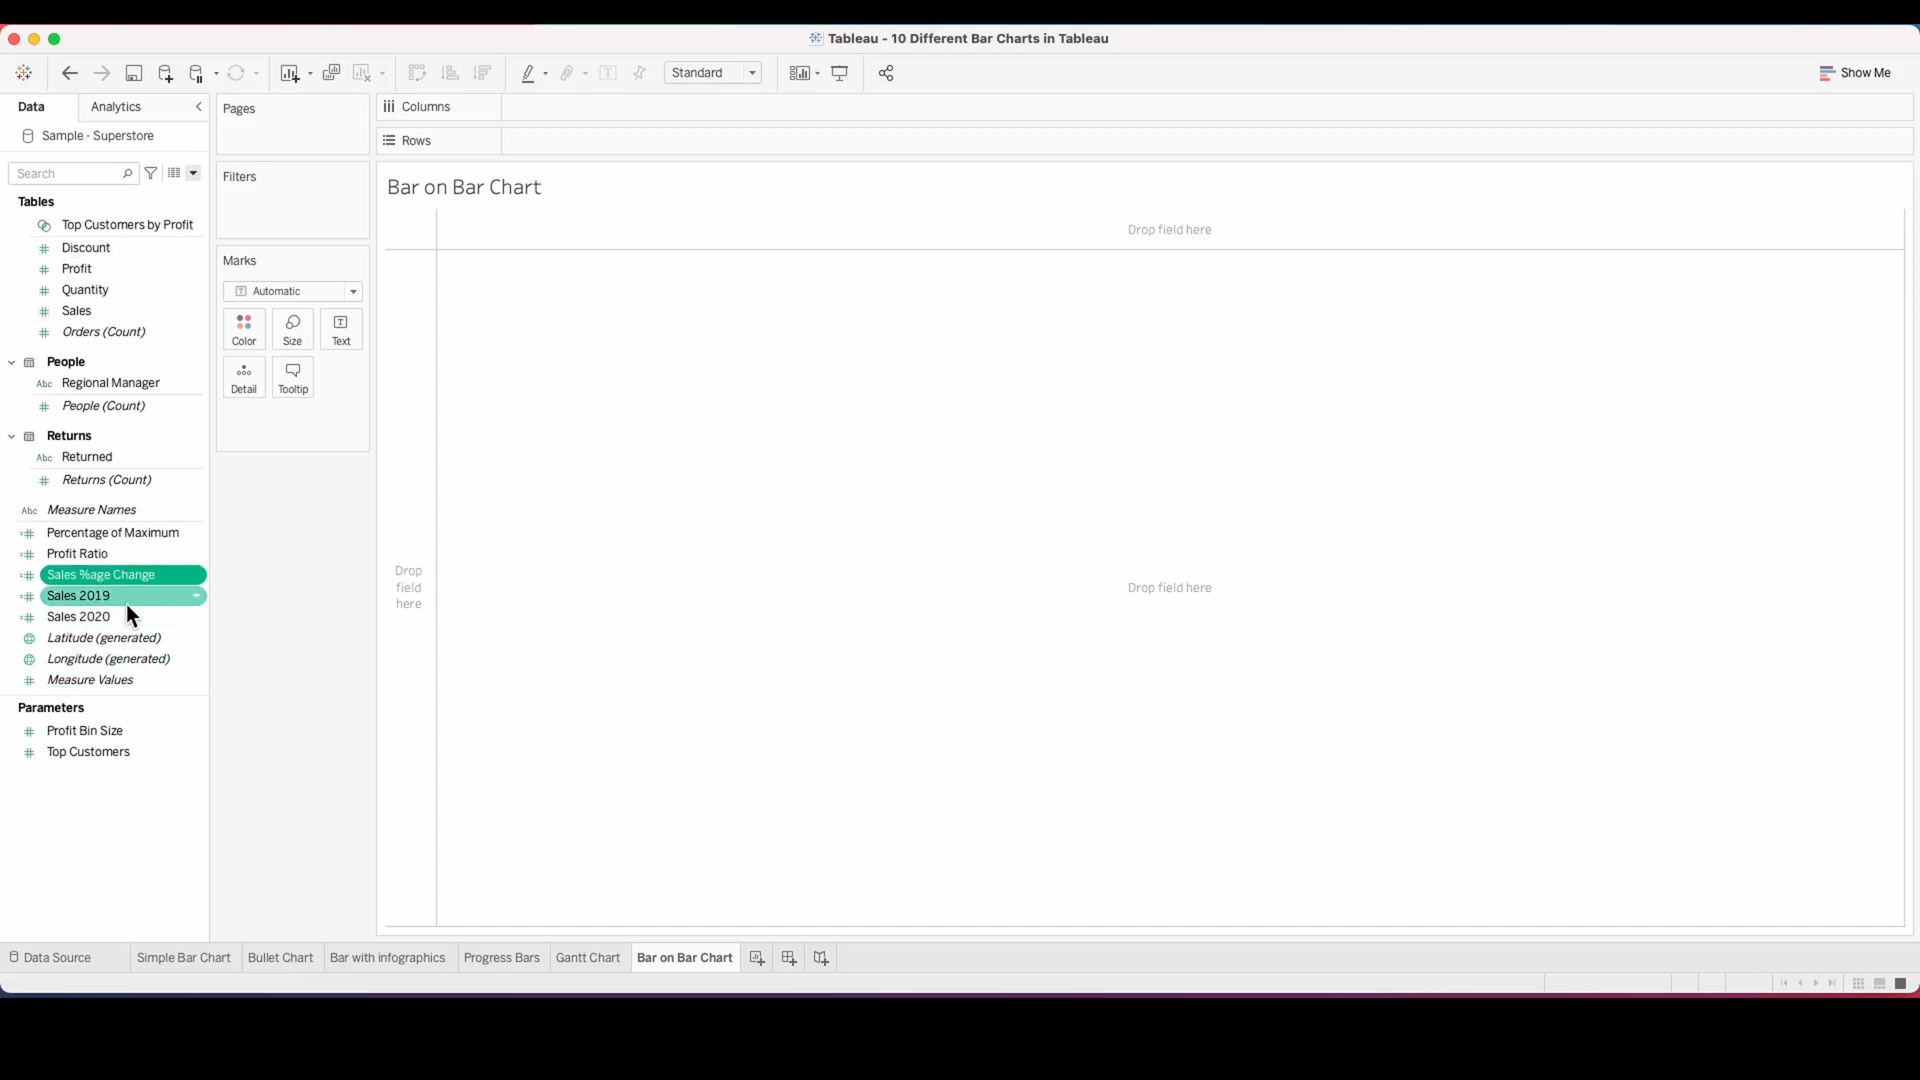 Tableau - 10 Different Bar Charts in Tableau
Standard
Show Me
Data
Analytics
Sample - Superstore
Search
Tables
Top Customers by Profit
Discount
Profit
Quantity
Sales
Orders (Count)
People
Abc Regional Manager
People (Count)
Returns
Abc Returned
Returns (Count)
Abc Measure Names
Percentage of Maximum
Profit Ratio
Sales %age Change
Sales 2019
Sales 2020
Latitude (generated)
Longitude (generated)
Measure Values
Parameters
Profit Bin Size
Top Customers
Pages
Filters
Marks
Automatic
Color Size Text
Detail Tooltip
Columns
Rows
Bar on Bar Chart
Drop field here
Drop
field
here
Drop field here
Data Source
Simple Bar Chart
Bullet Chart
Bar with infographics
Progress Bars
Gantt Chart
Bar on Bar Chart